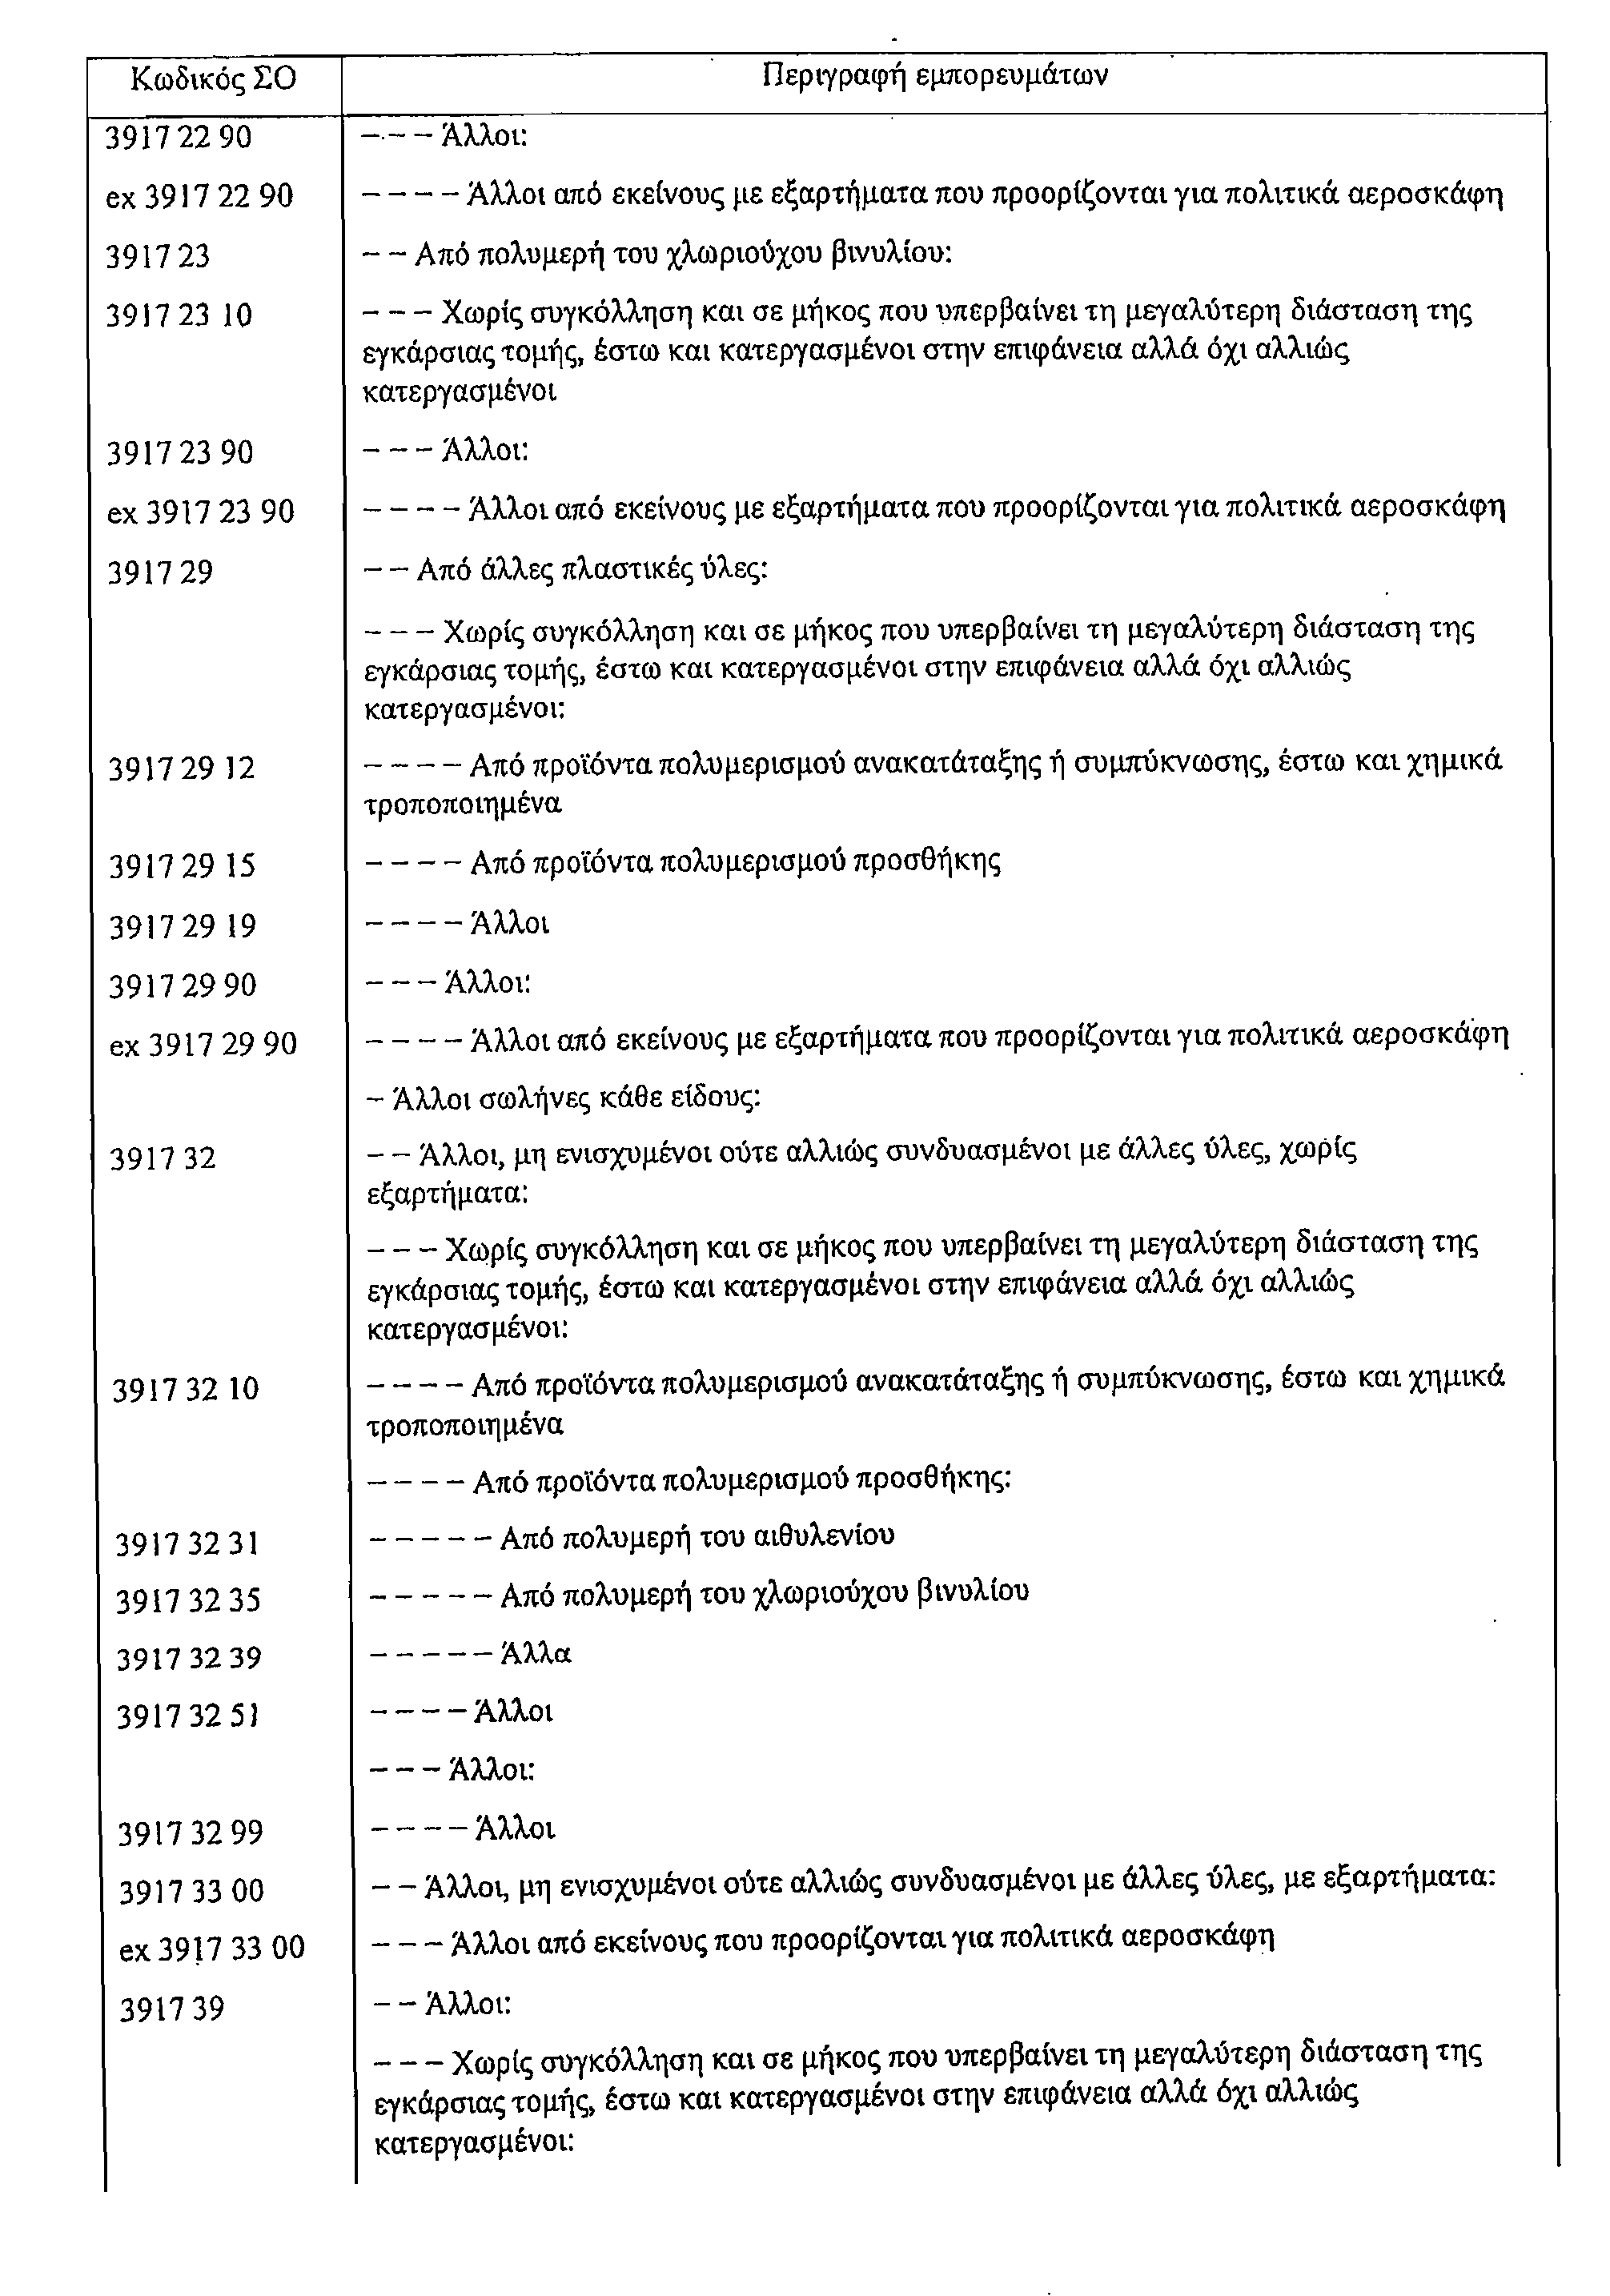 Κωδικός ΣΟ Περιγραφή εμπορευμάτων
3917 22 90 – – – Άλλοι:
ex 3917 22 90 – – – – Άλλοι από εκείνους με εξαρτήματα που προορίζονται για πολιτικά αεροσκάφη
3917 23 – – Από πολυμερή του χλωριούχου βινυλίου:
3917 23 10 – – – Χωρίς συγκόλληση και σε μήκος που υπερβαίνει τη μεγαλύτερη διάσταση της
εγκάρσιας τομής, έστω και κατεργασμένοι στην επιφάνεια αλλά όχι αλλιώς
κατεργασμένοι
3917 23 90 – – – Άλλοι:
ex 3917 23 90 – – – – Άλλοι από εκείνους με εξαρτήματα που προορίζονται για πολιτικά αεροσκάφη
3917 29 – – Από άλλες πλαστικές ύλες:
– – – Χωρίς συγκόλληση και σε μήκος που υπερβαίνει τη μεγαλύτερη διάσταση της
εγκάρσιας τομής, έστω και κατεργασμένοι στην επιφάνεια αλλά όχι αλλιώς
κατεργασμένοι:
3917 29 12 – – – – Από προϊόντα πολυμερισμού ανακατάταξης ή συμπύκνωσης, έστω και χημικά
τροποποιημένα
3917 29 15 – – – – Από προϊόντα πολυμερισμού προσθήκης
3917 29 19 – – – – Άλλοι
3917 29 90 – – – Άλλοι:
ex 3917 29 90 – – – – Άλλοι από εκείνους με εξαρτήματα που προορίζονται για πολιτικά αεροσκάφη
– Άλλοι σωλήνες κάθε είδους:
3917 32 – – Άλλοι, μη ενισχυμένοι ούτε αλλιώς συνδυασμένοι με άλλες ύλες, χωρίς
εξαρτήματα:
– – – Χωρίς συγκόλληση και σε μήκος που υπερβαίνει τη μεγαλύτερη διάσταση της
εγκάρσιας τομής, έστω και κατεργασμένοι στην επιφάνεια αλλά όχι αλλιώς
κατεργασμένοι:
3917 32 10 – – – – Από προϊόντα πολυμερισμού ανακατάταξης ή συμπύκνωσης, έστω και χημικά
τροποποιημένα
– – – – Από προϊόντα πολυμερισμού προσθήκης:
3917 32 31 – – – – – Από πολυμερή του αιθυλενίου
3917 32 35 – – – – – Από πολυμερή του χλωριούχου βινυλίου
3917 32 39 – – – – – Άλλα
3917 32 51 – – – – Άλλοι
– – – Άλλοι:
3917 32 99 – – – – Άλλοι
3917 33 00 – – Άλλοι, μη ενισχυμένοι ούτε αλλιώς συνδυασμένοι με άλλες ύλες, με εξαρτήματα:
ex 3917 33 00 – – – Άλλοι από εκείνους που προορίζονται για πολιτικά αεροσκάφη
3917 39 – – Άλλοι:
– – – Χωρίς συγκόλληση και σε μήκος που υπερβαίνει τη μεγαλύτερη διάσταση της
εγκάρσιας τομής, έστω και κατεργασμένοι στην επιφάνεια αλλά όχι αλλιώς
κατεργασμένοι: